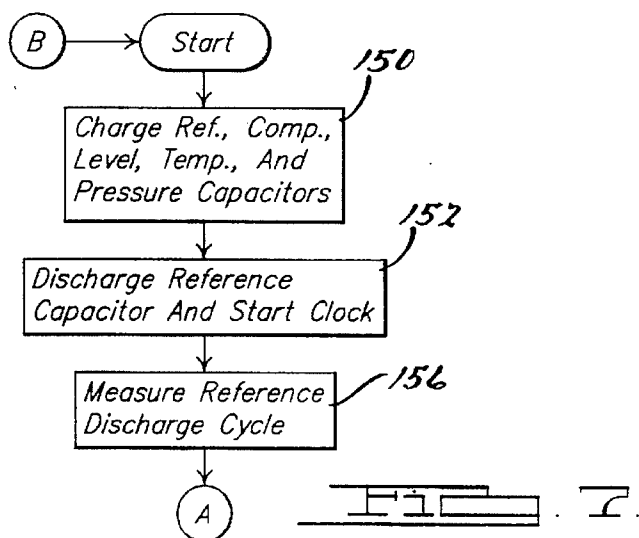 B
Start
150
Charge Ref., Comp.,
Level, Temp., And
Pressure Capacitors
152
Discharge Reference
Capacitor And Start Clock
156
Measure Reference
Discharge Cycle
A